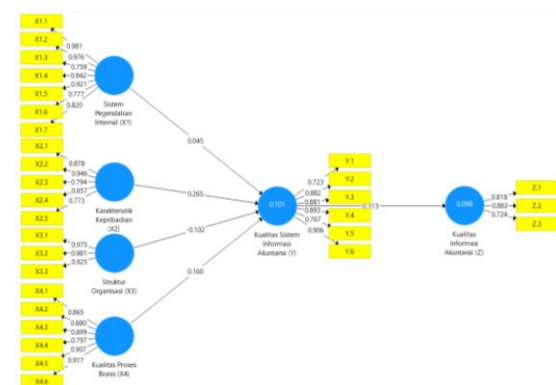 X1.1
X1.2
X1.3
X1.4
X1.5
X1.6
X1.7
0.981
0.976
0.759
0.942
0.921
0.777
0.820
Sistem
Pegendalian
Internal (X1)
0.045
X2.1
X2.2
X2.3
X2.4
X2.5
0.878
0.946
0.794
0.857
0.773
Karakteristik
Kepribadian
(X2)
0.265
X3.1
X3.2
X3.3
0.975
0.981
0.925
Struktur
Organisasi (X3)
-0.102
X4.1
X4.2
X4.3
X4.4
X4.5
X4.6
0.865
0.880
0.899
0.797
0.917
Kualitas Proses
Bisnis (X4)
0.160
0.101
Kualitas Sistem
Informasi
Akuntansi (Y)
Y.1
Y.2
Y.3
Y.4
Y.5
Y.6
0.723
0.862
0.881
0.893
0.767
0.908
0.098
Kualitas
Informasi
Akuntansi (Z)
0.818
0.883
0.724
Z.1
Z.2
Z.3